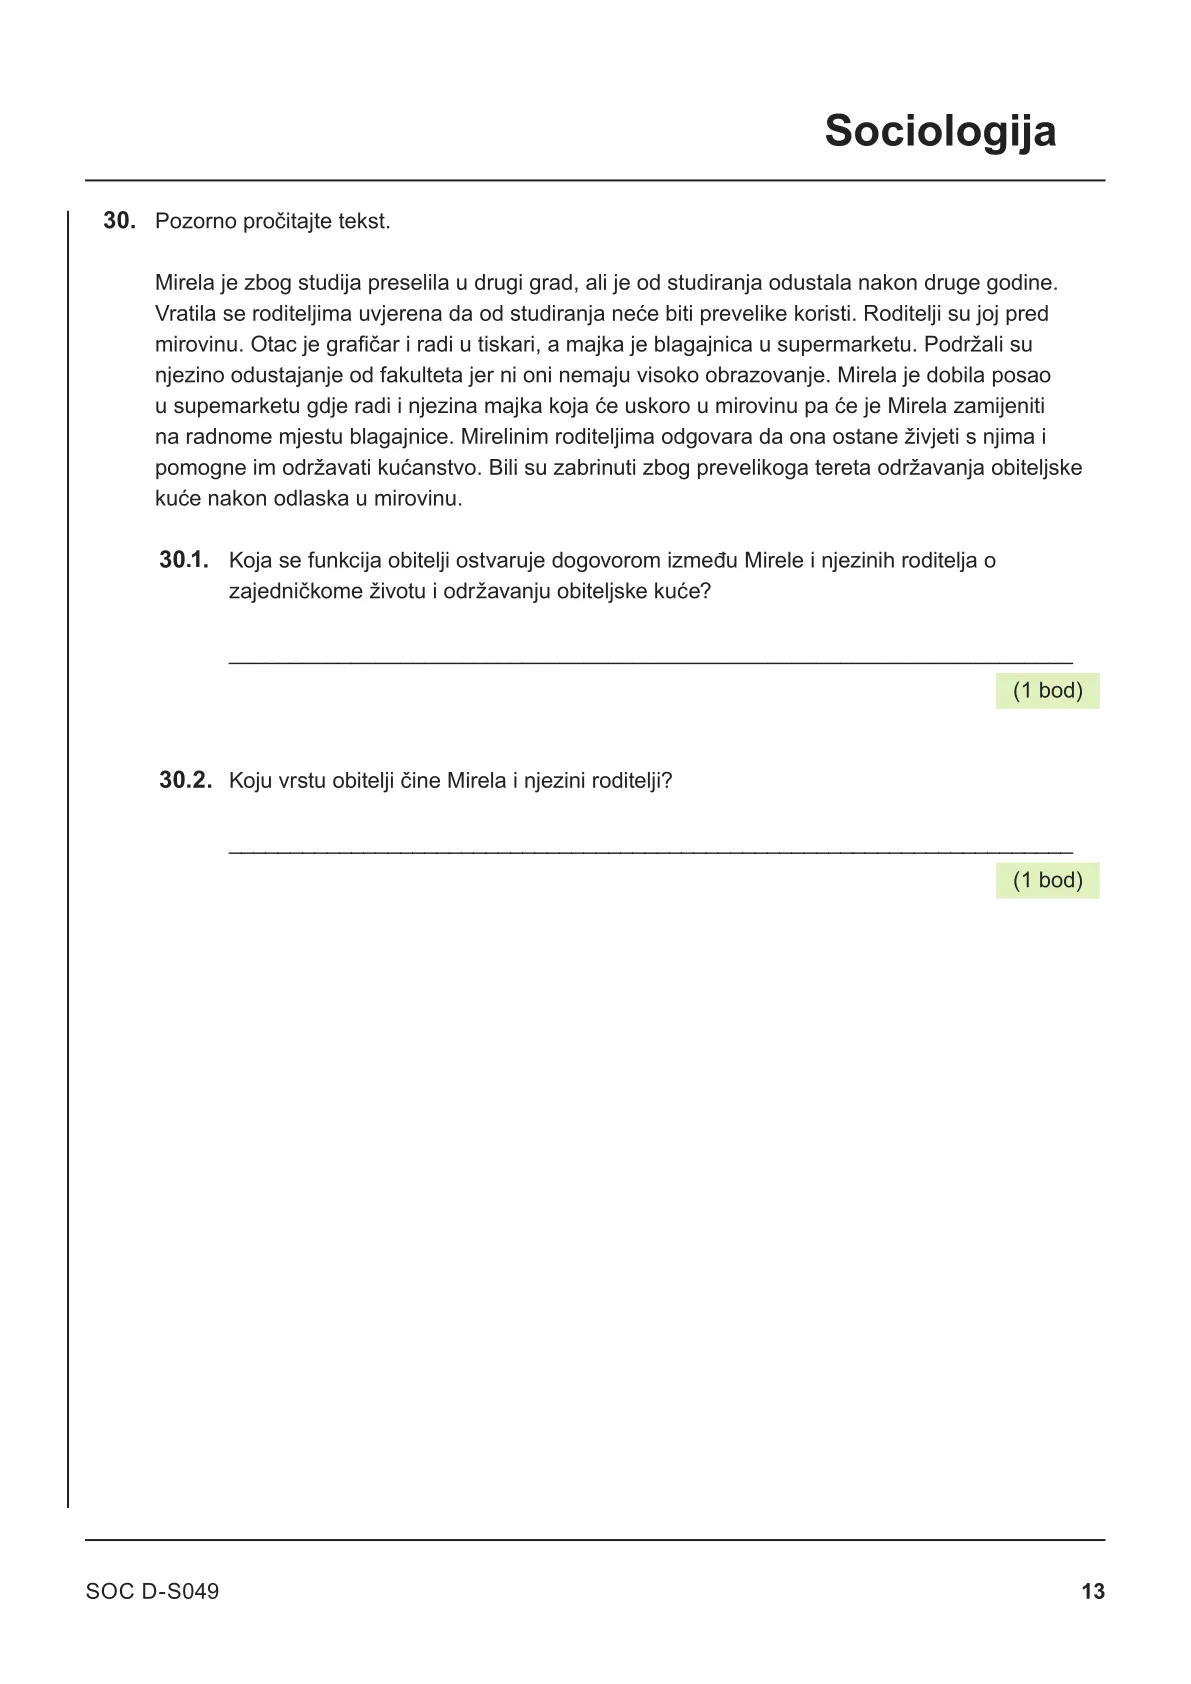 Sociologija
30. Pozorno pročitajte tekst.
Mirela je zbog studija preselila u drugi grad, ali je od studiranja odustala nakon druge godine.
Vratila se roditeljima uvjerena da od studiranja neće biti prevelike koristi. Roditelji su joj pred
mirovinu. Otac je grafičar i radi u tiskari, a majka je blagajnica u supermarketu. Podržali su
njezino odustajanje od fakulteta jer ni oni nemaju visoko obrazovanje. Mirela je dobila posao
u supemarketu gdje radi i njezina majka koja će uskoro u mirovinu pa će je Mirela zamijeniti
na radnome mjestu blagajnice. Mirelinim roditeljima odgovara da ona ostane živjeti s njima i
pomogne im održavati kućanstvo. Bili su zabrinuti zbog prevelikoga tereta održavanja obiteljske
kuće nakon odlaska u mirovinu.
30.1. Koja se funkcija obitelji ostvaruje dogovorom između Mirele i njezinih roditelja o
zajedničkome životu i održavanju obiteljske kuće?
(1 bod)
30.2. Koju vrstu obitelji čine Mirela i njezini roditelji?
(1 bod)
SOC D-S049
13